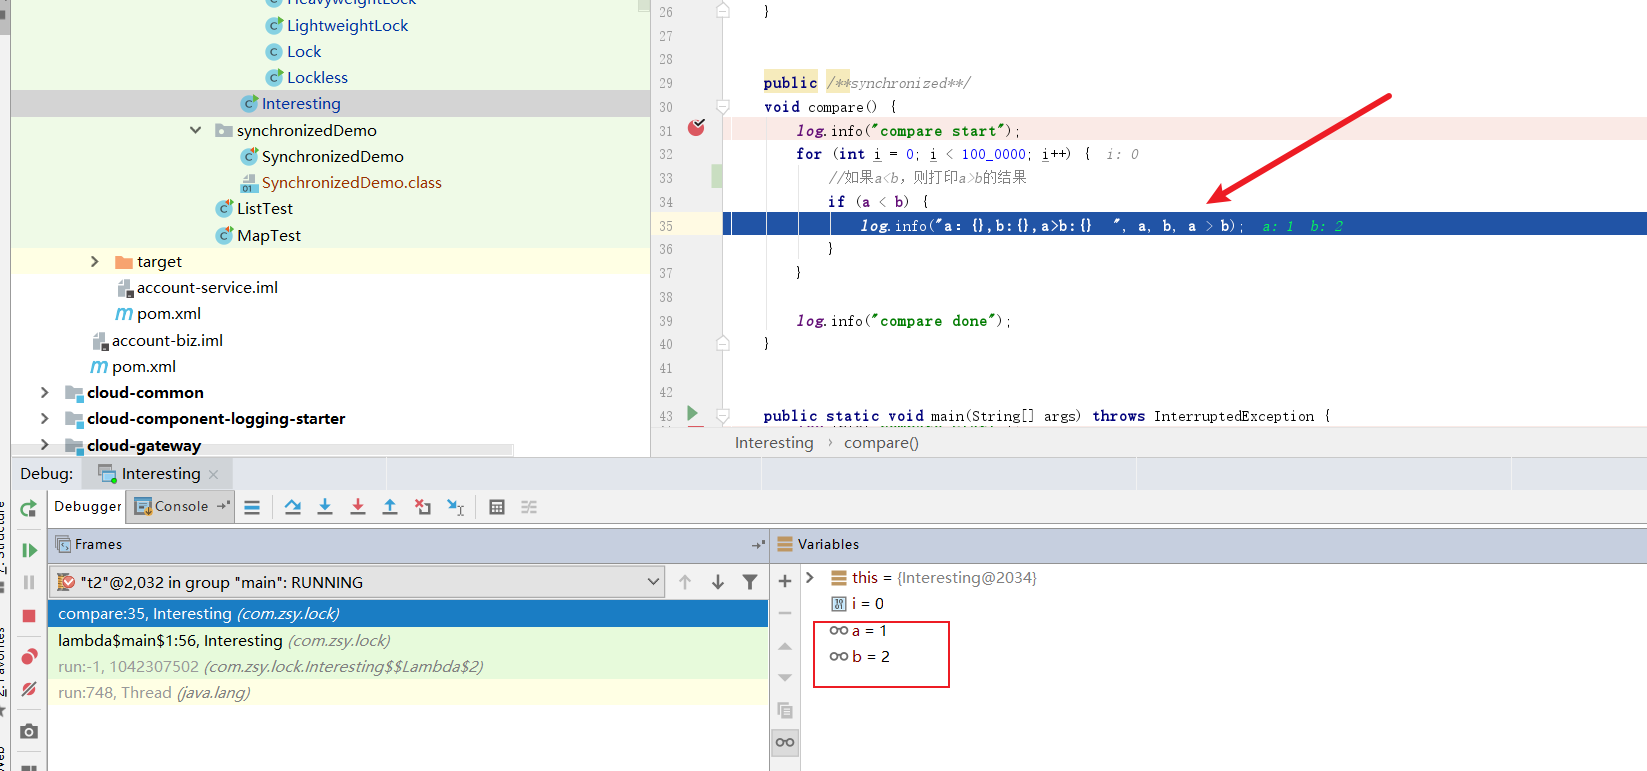 HeavyweightLock
LightweightLock
Lock
Lockless
Interesting
synchronizedDemo
SynchronizedDemo
SynchronizedDemo.class
ListTest
MapTest
target
account-service.iml
pom.xml
account-biz.iml
pom.xml
cloud-common
cloud-component-logging-starter
cloud-gateway
26 }
27
28
29 public /**synchronized**/
30 void compare() {
31 log.info("compare start");
32 for (int i = 0; i < 100_0000; i++) { i: 0
33 //如果a<b，则打印a>b的结果
34 if (a < b) {
35 log.info("a: {},b:{},a>b:{} ", a, b, a > b); a: 1 b: 2
36 }
37 }
38
39 log.info("compare done");
40 }
41
42
43 public static void main(String[] args) throws InterruptedException {
Interesting › compare()
Debug: Interesting
Debugger Console
Frames
"t2"@2,032 in group "main": RUNNING
compare:35, Interesting (com.zsy.lock)
lambda$main$1:56, Interesting (com.zsy.lock)
run:-1, 1042307502 (com.zsy.lock.Interesting$$Lambda$2)
run:748, Thread (java.lang)
Variables
this = {Interesting@2034}
i = 0
a = 1
b = 2
Z: Structure
2: Favorites
Web